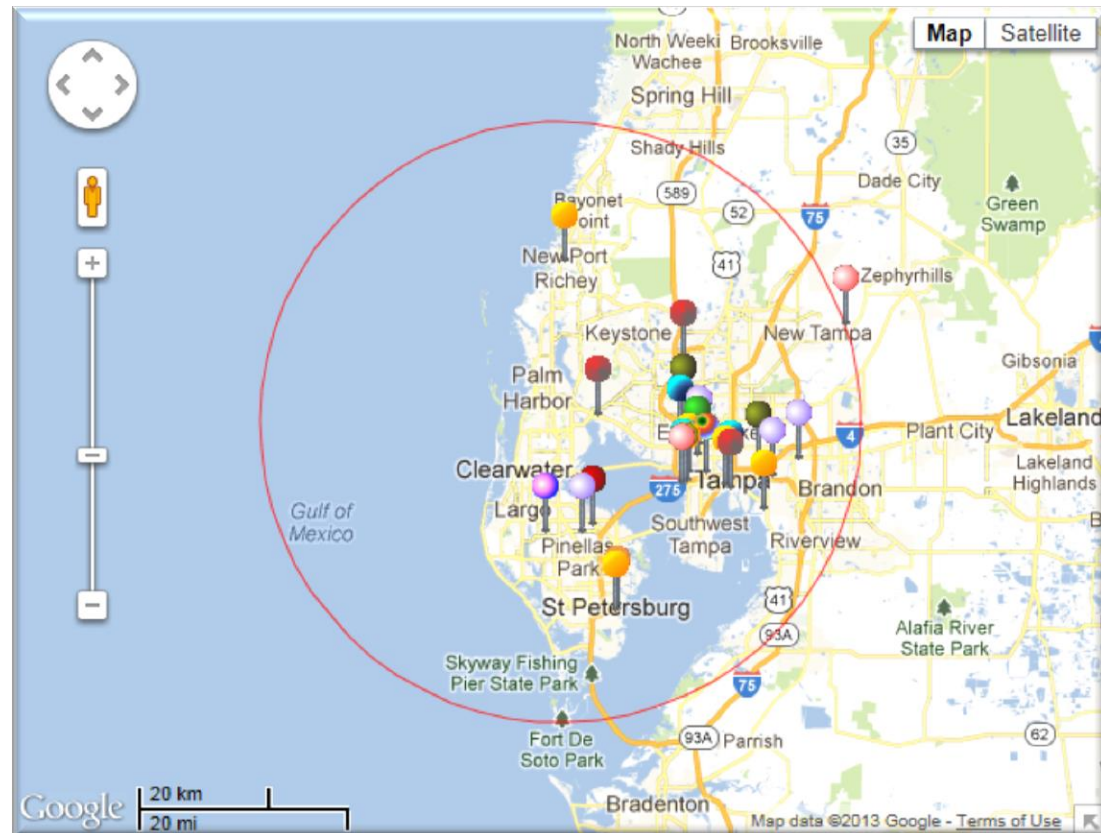 Map
Satellite
North Weeki
Wachee
Brooksville
Spring Hill
Shady Hills
35
Dade City
589
52
75
Green
Swamp
Bayonet
Point
41
New Port
Richey
Zephyrhills
Keystone
New Tampa
Gibsonia
Palm
Harbor
Lakeland
Plant City
4
Clearwater
Lakeland
Highlands
Tampa
275
Brandon
Largo
Gulf of
Mexico
Southwest
Tampa
Riverview
Pinellas
Park
41
St Petersburg
93A
Alafia River
State Park
Skyway Fishing
Pier State Park
75
Fort De
Soto Park
93A
Parrish
62
Bradenton
Google
20 km
20 mi
Map data ©2013 Google - Terms of Use